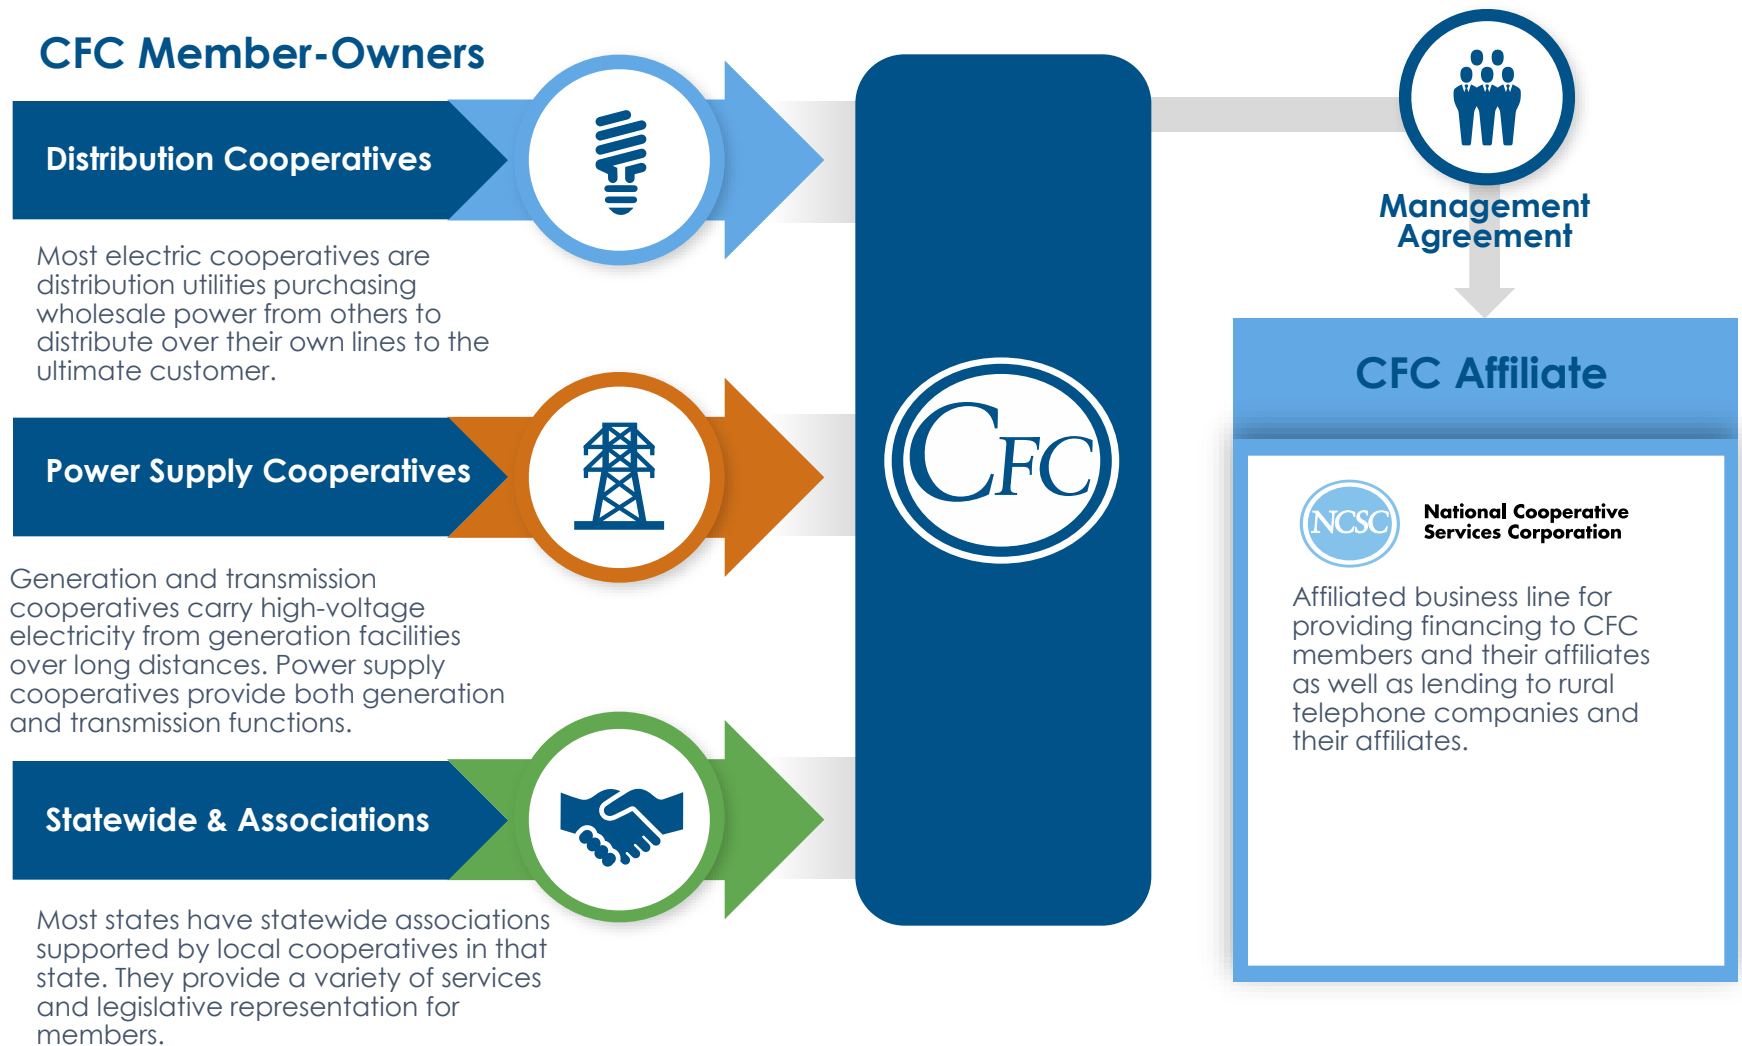 CFC Member-Owners
Distribution Cooperatives
Most electric cooperatives are
distribution utilities purchasing
wholesale power from others to
distribute over their own lines to the
ultimate customer.
Power Supply Cooperatives
Generation and transmission
cooperatives carry high-voltage
electricity from generation facilities
over long distances. Power supply
cooperatives provide both generation
and transmission functions.
Statewide & Associations
Most states have statewide associations
supported by local cooperatives in that
state. They provide a variety of services
and legislative representation for
members.
CFC
Management
Agreement
CFC Affiliate
NCSC
National Cooperative
Services Corporation
Affiliated business line for
providing financing to CFC
members and their affiliates
as well as lending to rural
telephone companies and
their affiliates.